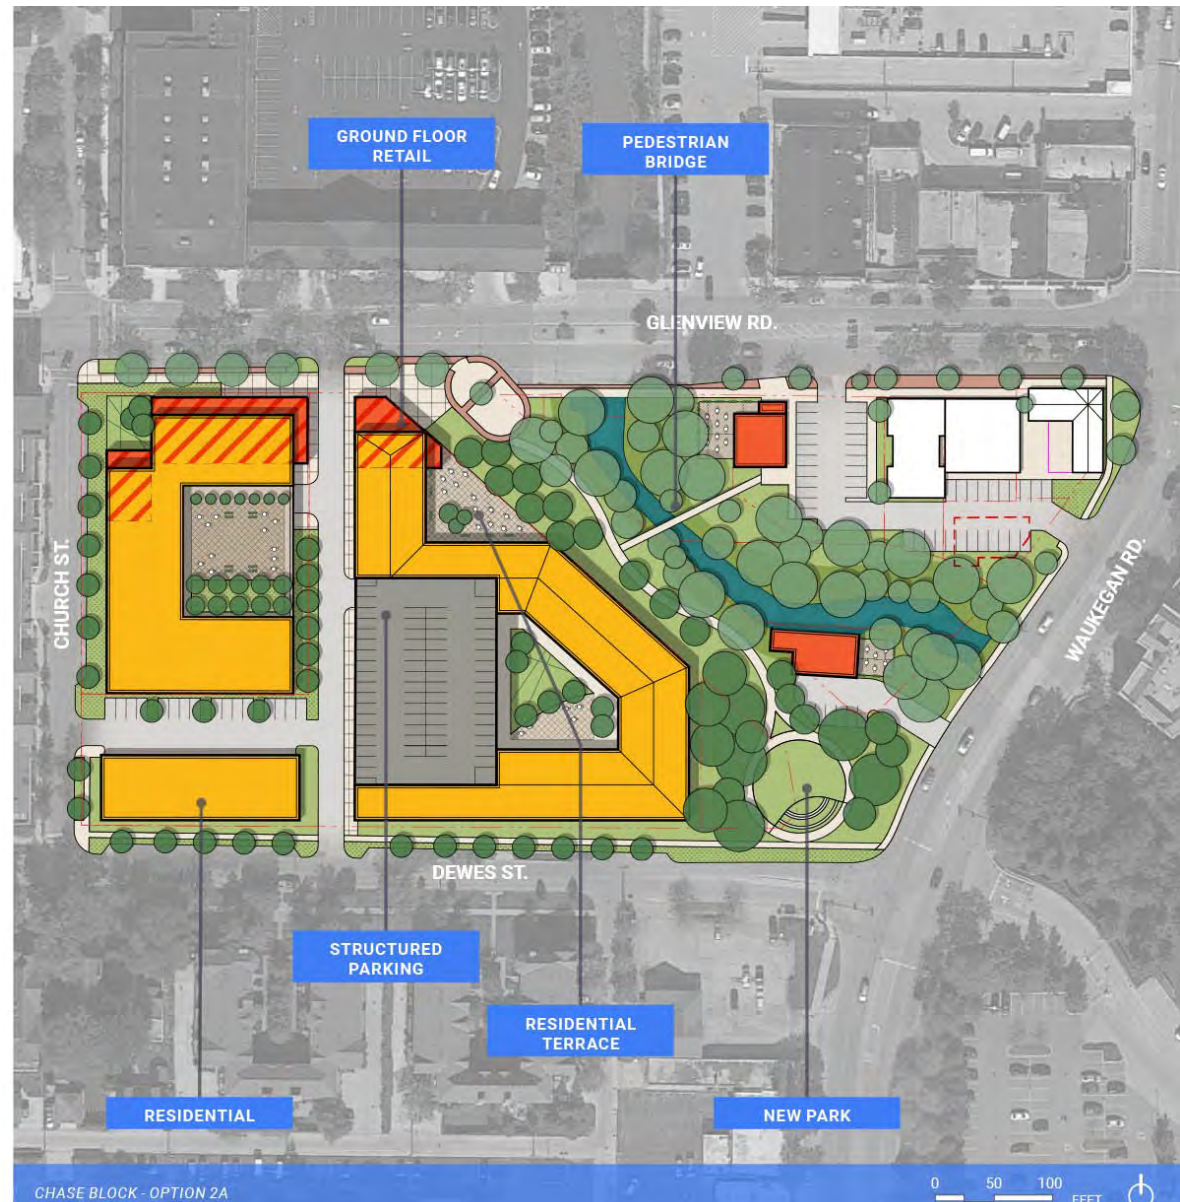 GROUND FLOOR
RETAIL
PEDESTRIAN
BRIDGE
GLENVIEW RD.
CHURCH ST.
WAUKEGAN RD.
DEWES ST.
STRUCTURED
PARKING
RESIDENTIAL
TERRACE
RESIDENTIAL
NEW PARK
CHASE BLOCK - OPTION 2A
0 50 100
FEET